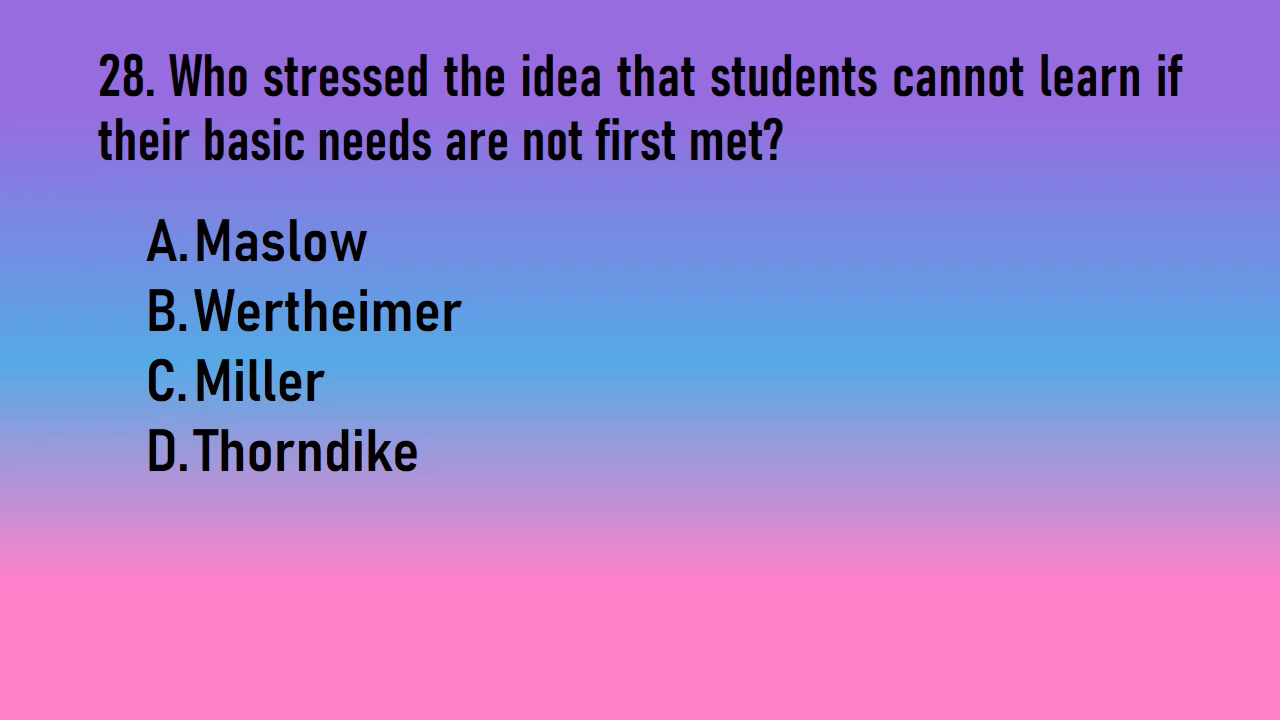 28. Who stressed the idea that students cannot learn if
their basic needs are not first met?
A. Maslow
B. Wertheimer
C. Miller
D. Thorndike